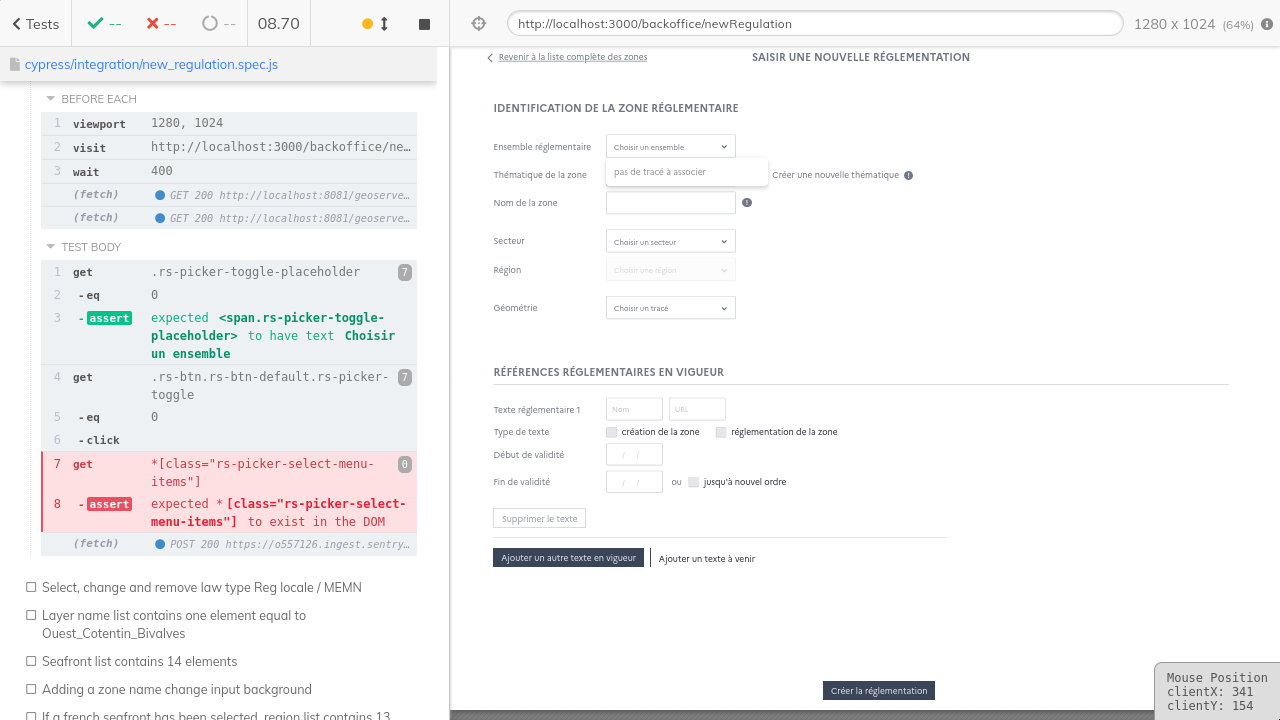 Tests
--
--
--
08.70
http://localhost:3000/backoffice/newRegulation
1280 x 1024 (64%)
cypress/integration/new_regulation.spec.js
BEFORE EACH
1 viewport 1280, 1024
2 visit http://localhost:3000/backoffice/ne…
3 wait 400
(fetch) GET 200 http://localhost:8081/geoserve…
(fetch) GET 200 http://localhost:8081/geoserve…
TEST BODY
1 get .rs-picker-toggle-placeholder 7
2 -eq 0
3 -assert expected <span.rs-picker-toggle-
placeholder> to have text Choisir
un ensemble
4 get .rs-btn.rs-btn-default.rs-picker- 7
toggle
5 -eq 0
6 -click
7 get *[class="rs-picker-select-menu- 0
items"]
8 -assert expected *[class="rs-picker-select-
menu-items"] to exist in the DOM
(fetch) POST 200 https://o557126.ingest.sentry…
Select, change and remove law type Reg locale / MEMN
Layer name list contains one element equal to
Ouest_Cotentin_Bivalves
Seafront list contains 14 elements
Adding a zone name change input background
If a french seafront has been selected, region list contains 13
Revenir à la liste complète des zones
SAISIR UNE NOUVELLE RÉGLEMENTATION
IDENTIFICATION DE LA ZONE RÉGLEMENTAIRE
Ensemble réglementaire Choisir un ensemble
Thématique de la zone pas de tracé à associer Créer une nouvelle thématique
Nom de la zone
Secteur Choisir un secteur
Région Choisir une région
Géométrie Choisir un tracé
RÉFÉRENCES RÉGLEMENTAIRES EN VIGUEUR
Texte réglementaire 1 Nom URL
Type de texte création de la zone réglementation de la zone
Début de validité / /
Fin de validité / / ou jusqu'à nouvel ordre
Supprimer le texte
Ajouter un autre texte en vigueur Ajouter un texte à venir
Créer la réglementation
Mouse Position
clientX: 341
clientY: 154